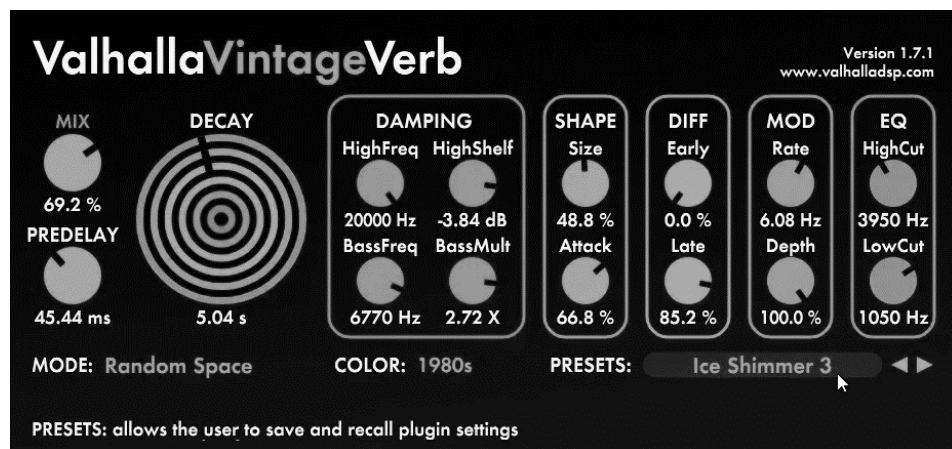 ValhallaVintageVerb
Version 1.7.1
www.valhalladsp.com
MIX
69.2 %
PREDELAY
45.44 ms
DECAY
5.04 s
DAMPING
HighFreq HighShelf
20000 Hz -3.84 dB
BassFreq BassMult
6770 Hz 2.72 X
SHAPE
Size
48.8 %
Attack
66.8 %
DIFF
Early
0.0 %
Late
85.2 %
MOD
Rate
6.08 Hz
Depth
100.0 %
EQ
HighCut
3950 Hz
LowCut
1050 Hz
MODE: Random Space
COLOR: 1980s
PRESETS: Ice Shimmer 3
PRESETS: allows the user to save and recall plugin settings